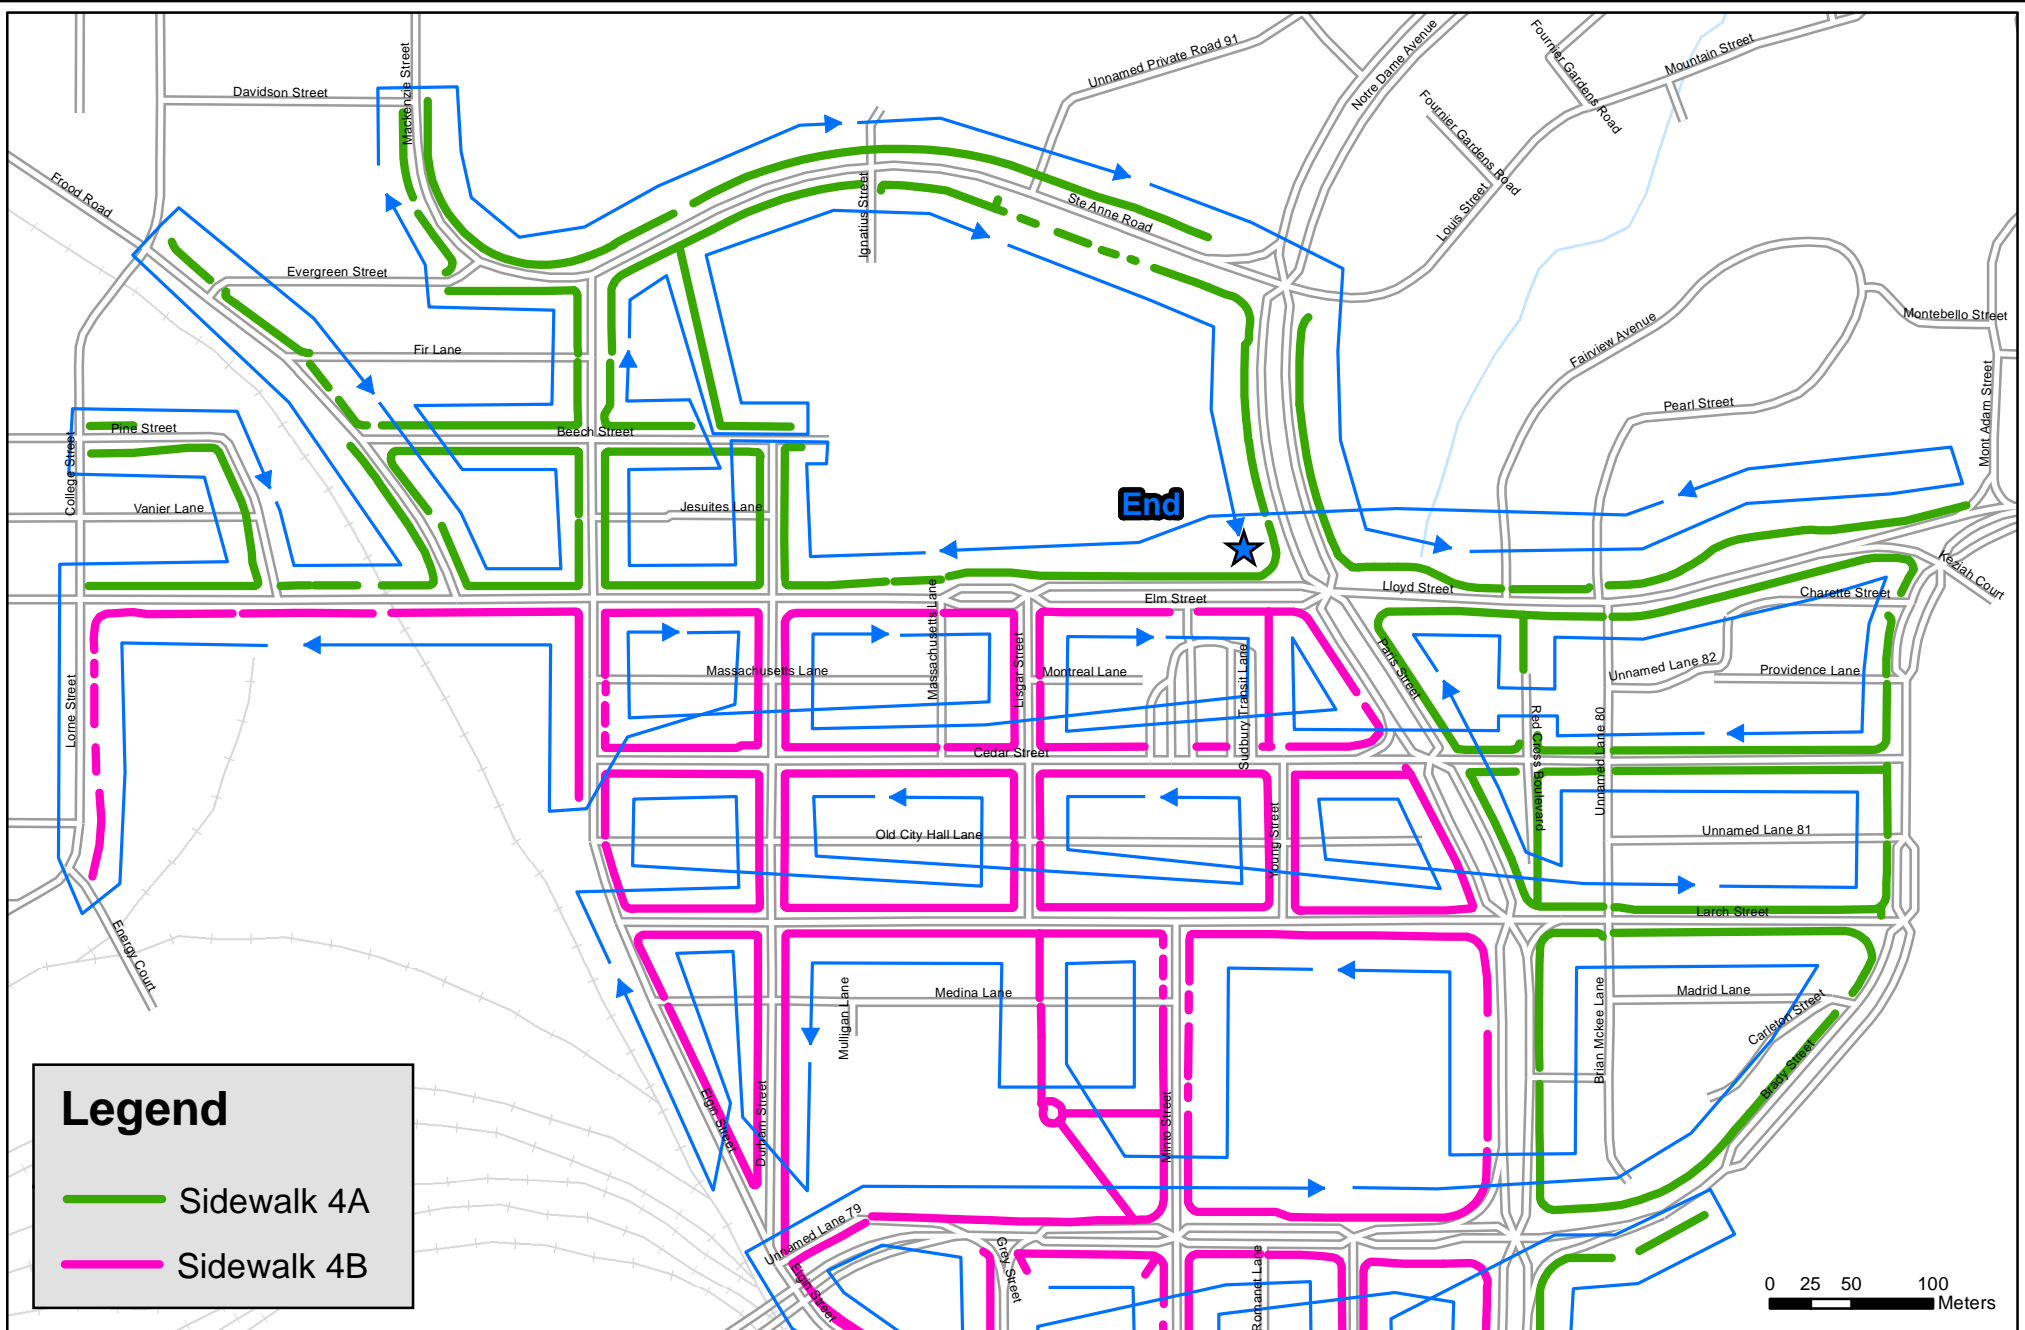 Davidson Street
Mackenzie Street
Unnamed Private Road 91
Notre Dame Avenue
Fournier Gardens Road
Mountain Street
Fournier Gardens Road
Frood Road
Ignatius Street
Ste Anne Road
Louis Street
Evergreen Street
Fir Lane
Fairview Avenue
Montebello Street
Pearl Street
Mont Adam Street
Pine Street
Beech Street
College Street
Vanier Lane
Jesuites Lane
End
Keziah Court
Lloyd Street
Charette Street
Elm Street
Massachusetts Lane
Paris Street
Massachusetts Lane
Lisgar Street
Montreal Lane
Sudbury Transit Lane
Unnamed Lane 82
Providence Lane
Lorne Street
Cedar Street
Red Cross Boulevard
Unnamed Lane 80
Old City Hall Lane
Young Street
Unnamed Lane 81
Larch Street
Energy Court
Medina Lane
Mulligan Lane
Madrid Lane
Brian Mckee Lane
Carleton Street
Brady Street
Elgin Street
Durham Street
Minto Street
Unnamed Lane 79
Elgin Street
Grey Street
Romanet Lane
Legend
Sidewalk 4A
Sidewalk 4B
0 25 50 100
Meters